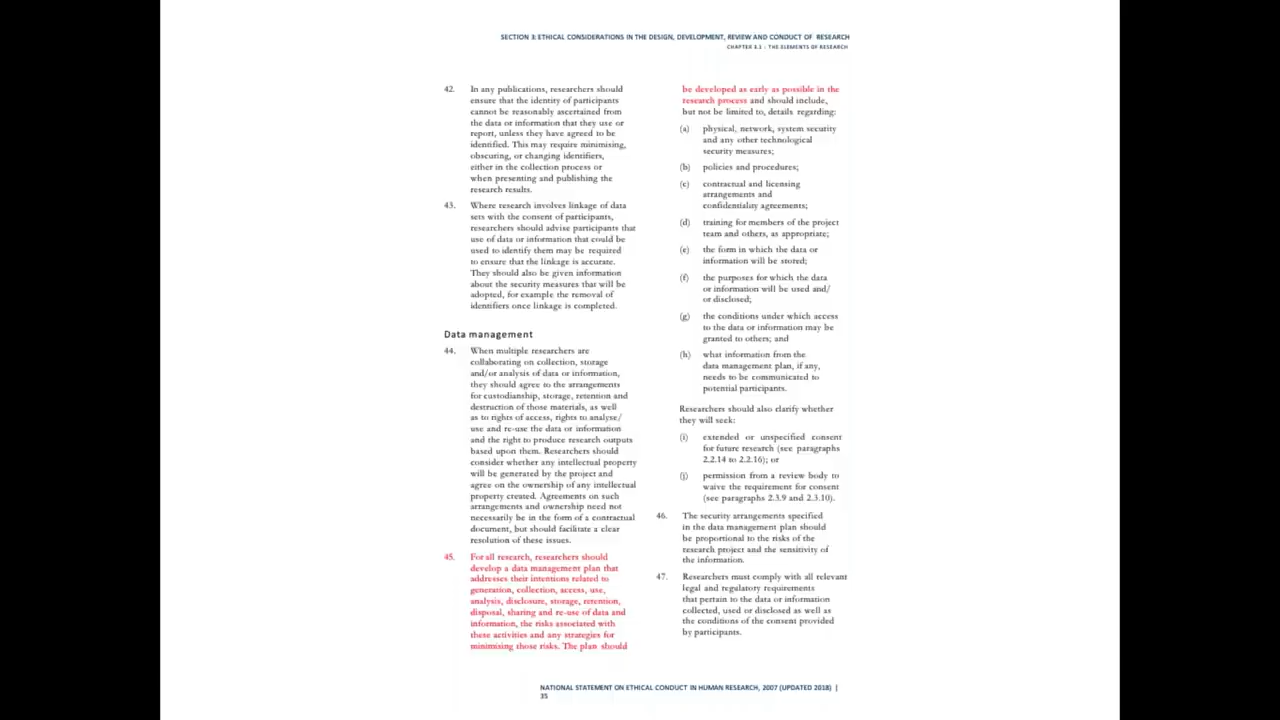 SECTION 3: ETHICAL CONSIDERATIONS IN THE DESIGN, DEVELOPMENT, REVIEW AND CONDUCT OF RESEARCH
CHAPTER 3.1 : THE ELEMENTS OF RESEARCH
42. In any publications, researchers should
ensure that the identity of participants
cannot be reasonably ascertained from
the data or information that they use or
report, unless they have agreed to be
identified. This may require minimising,
obscuring, or changing identifiers,
either in the collection process or
when presenting and publishing the
research results.
43. Where research involves linkage of data
sets with the consent of participants,
researchers should advise participants that
use of data or information that could be
used to identify them may be required
to ensure that the linkage is accurate.
They should also be given information
about the security measures that will be
adopted, for example the removal of
identifiers once linkage is completed.
Data management
44. When multiple researchers are
collaborating on collection, storage
and/or analysis of data or information,
they should agree to the arrangements
for custodianship, storage, retention and
destruction of those materials, as well
as to rights of access, rights to analyse/
use and re-use the data or information
and the right to produce research outputs
based upon them. Researchers should
consider whether any intellectual property
will be generated by the project and
agree on the ownership of any intellectual
property created. Agreements on such
arrangements and ownership need not
necessarily be in the form of a contractual
document, but should facilitate a clear
resolution of these issues.
45. For all research, researchers should
develop a data management plan that
addresses their intentions related to
generation, collection, access, use,
analysis, disclosure, storage, retention,
disposal, sharing and re-use of data and
information, the risks associated with
these activities and any strategies for
minimising those risks. The plan should
be developed as early as possible in the
research process and should include,
but not be limited to, details regarding:
(a) physical, network, system security
and any other technological
security measures;
(b) policies and procedures;
(c) contractual and licensing
arrangements and
confidentiality agreements;
(d) training for members of the project
team and others, as appropriate;
(e) the form in which the data or
information will be stored;
(f) the purposes for which the data
or information will be used and/
or disclosed;
(g) the conditions under which access
to the data or information may be
granted to others; and
(h) what information from the
data management plan, if any,
needs to be communicated to
potential participants.
Researchers should also clarify whether
they will seek:
(i) extended or unspecified consent
for future research (see paragraphs
2.2.14 to 2.2.16); or
(j) permission from a review body to
waive the requirement for consent
(see paragraphs 2.3.9 and 2.3.10).
46. The security arrangements specified
in the data management plan should
be proportional to the risks of the
research project and the sensitivity of
the information.
47. Researchers must comply with all relevant
legal and regulatory requirements
that pertain to the data or information
collected, used or disclosed as well as
the conditions of the consent provided
by participants.
NATIONAL STATEMENT ON ETHICAL CONDUCT IN HUMAN RESEARCH, 2007 (UPDATED 2018) |
35